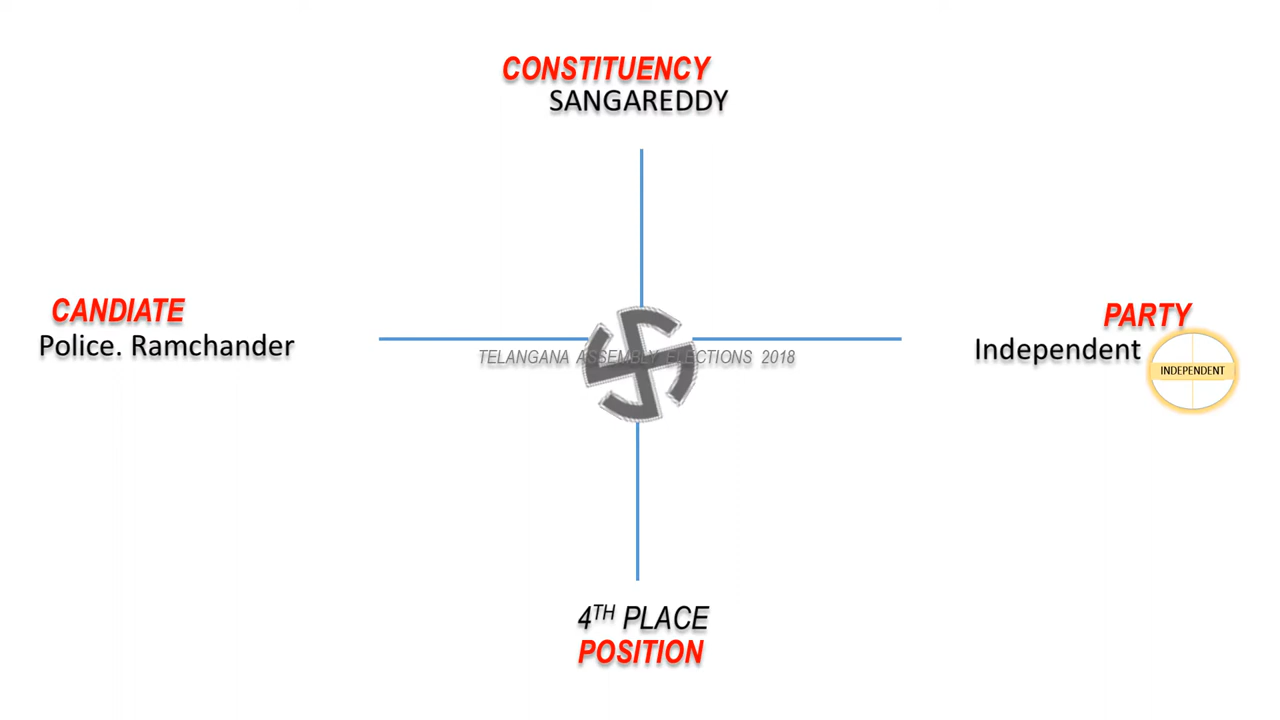 CONSTITUENCY
SANGAREDDY
CANDIATE
Police. Ramchander
PARTY
Independent
INDEPENDENT
TELANGANA ASSEMBLY ELECTIONS 2018
4TH PLACE
POSITION